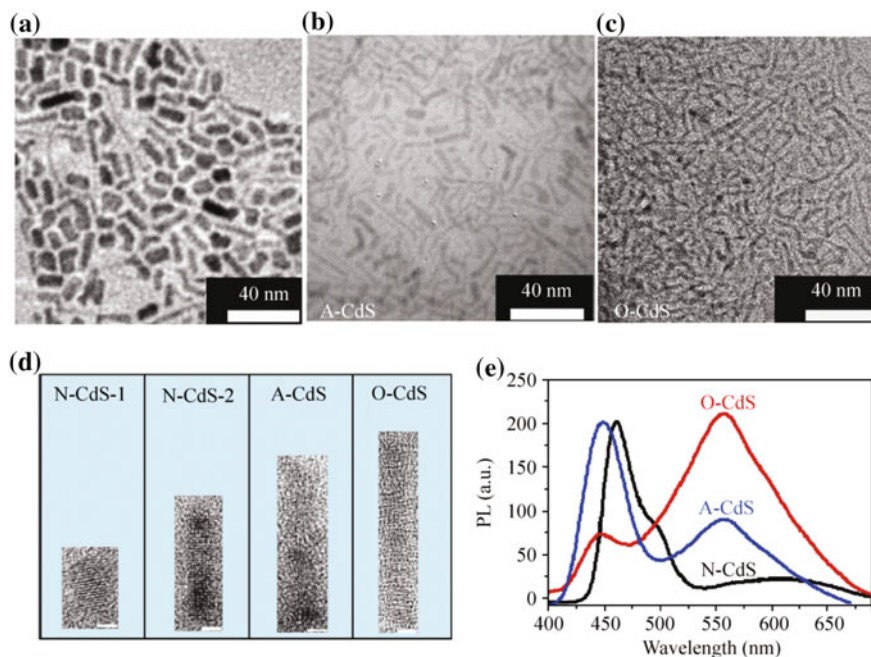 (a)
(b)
(c)
40 nm
A-CdS
40 nm
O-CdS
40 nm
(d)
N-CdS-1
N-CdS-2
A-CdS
O-CdS
(e)
PL (a.u.)
250
200
150
100
50
0
O-CdS
A-CdS
N-CdS
400 450 500 550 600 650
Wavelength (nm)